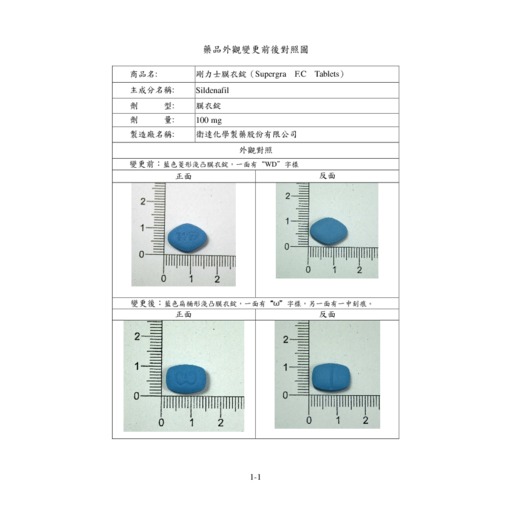 藥品外觀變更前後對照圖
商品名: 剛力士膜衣錠（Supergra F.C Tablets）
主成分名稱: Sildenafil
劑 型: 膜衣錠
劑 量: 100 mg
製造廠名稱: 衛達化學製藥股份有限公司
外觀對照
變更前：藍色菱形淺凸膜衣錠，一面有“WD”字樣
正面 反面
2
1
0
0 1 2
2
1
0
0 1 2
變更後：藍色扁桶形淺凸膜衣錠，一面有“ω”字樣，另一面有一中刻痕。
正面 反面
2
1
0
0 1 2
2
1
0
0 1 2
1-1